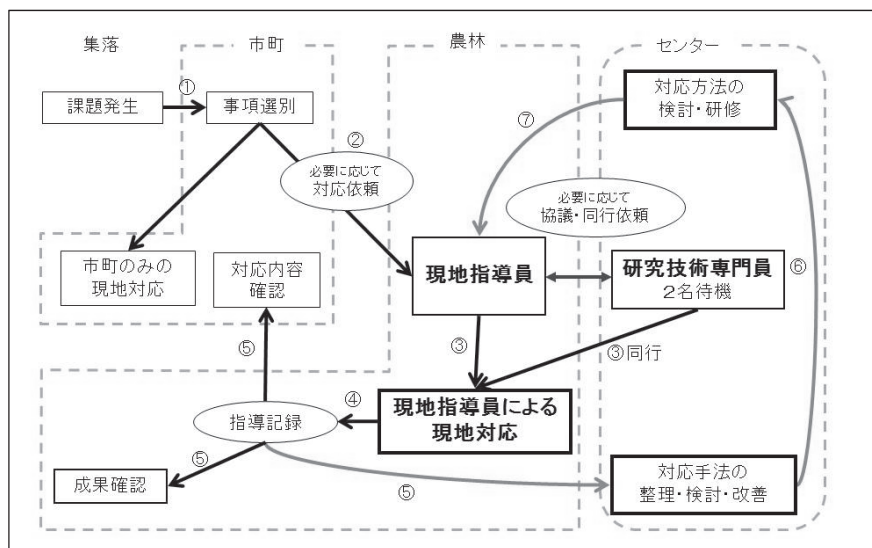 集落
市町
農林
センター
課題発生
①
事項選別
対応方法の
検討・研修
②
⑦
必要に応じて
対応依頼
必要に応じて
協議・同行依頼
市町のみの
現地対応
対応内容
確認
現地指導員
研究技術専門員
2名待機
⑥
⑤
③
③同行
④
指導記録
現地指導員による
現地対応
⑤
成果確認
⑤
対応手法の
整理・検討・改善